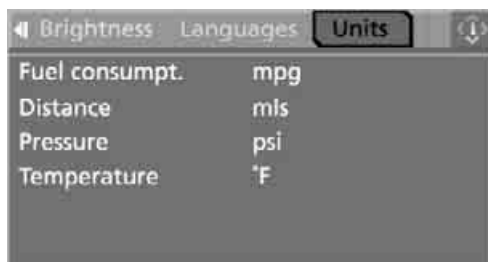 Brightness Languages Units
Fuel consumpt. mpg
Distance mls
Pressure psi
Temperature °F